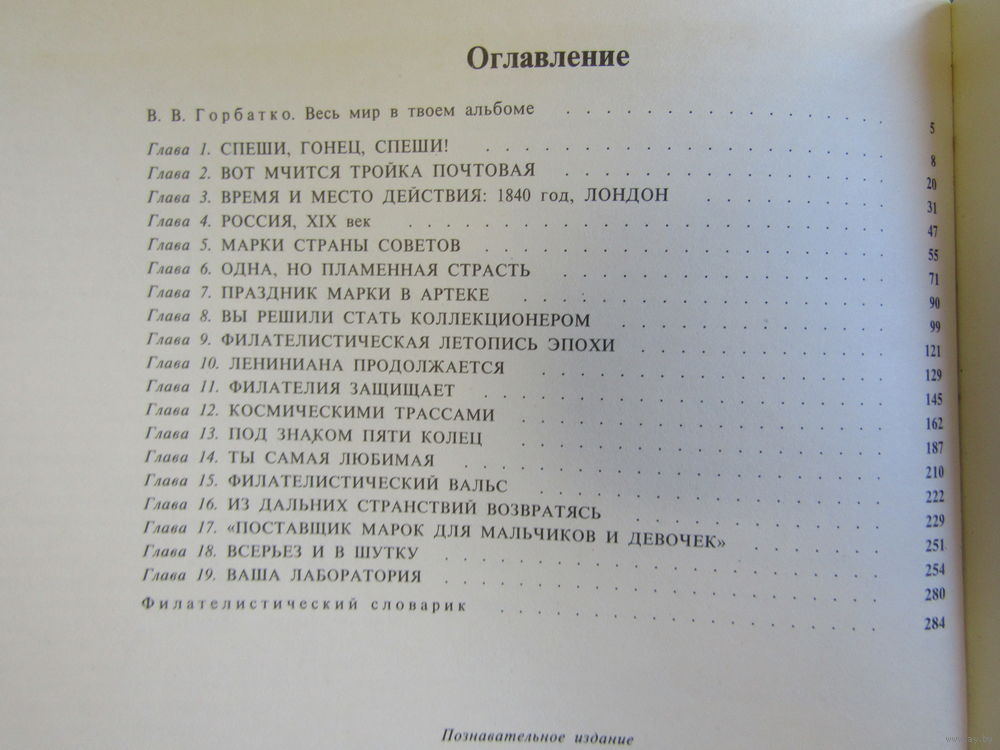 Оглавление
В. В. Горбатко. Весь мир в твоем альбоме . . . . . . . . . . . . . 5
Глава 1. СПЕШИ, ГОНЕЦ, СПЕШИ! . . . . . . . . . . . . . . . . 8
Глава 2. ВОТ МЧИТСЯ ТРОЙКА ПОЧТОВАЯ . . . . . . . . . . . . . 20
Глава 3. ВРЕМЯ И МЕСТО ДЕЙСТВИЯ: 1840 год, ЛОНДОН . . . . . . . 31
Глава 4. РОССИЯ, XIX век . . . . . . . . . . . . . . . . . . . 47
Глава 5. МАРКИ СТРАНЫ СОВЕТОВ . . . . . . . . . . . . . . . . 55
Глава 6. ОДНА, НО ПЛАМЕННАЯ СТРАСТЬ . . . . . . . . . . . . . 71
Глава 7. ПРАЗДНИК МАРКИ В АРТЕКЕ . . . . . . . . . . . . . . . 90
Глава 8. ВЫ РЕШИЛИ СТАТЬ КОЛЛЕКЦИОНЕРОМ . . . . . . . . . . . 99
Глава 9. ФИЛАТЕЛИСТИЧЕСКАЯ ЛЕТОПИСЬ ЭПОХИ . . . . . . . . . . 121
Глава 10. ЛЕНИНИАНА ПРОДОЛЖАЕТСЯ . . . . . . . . . . . . . . 129
Глава 11. ФИЛАТЕЛИЯ ЗАЩИЩАЕТ . . . . . . . . . . . . . . . . 145
Глава 12. КОСМИЧЕСКИМИ ТРАССАМИ . . . . . . . . . . . . . . . 162
Глава 13. ПОД ЗНАКОМ ПЯТИ КОЛЕЦ . . . . . . . . . . . . . . . 187
Глава 14. ТЫ САМАЯ ЛЮБИМАЯ . . . . . . . . . . . . . . . . . 210
Глава 15. ФИЛАТЕЛИСТИЧЕСКИЙ ВАЛЬС . . . . . . . . . . . . . . 222
Глава 16. ИЗ ДАЛЬНИХ СТРАНСТВИЙ ВОЗВРАТЯСЬ . . . . . . . . . . 229
Глава 17. «ПОСТАВЩИК МАРОК ДЛЯ МАЛЬЧИКОВ И ДЕВОЧЕК» . . . . . . 251
Глава 18. ВСЕРЬЕЗ И В ШУТКУ . . . . . . . . . . . . . . . . . 254
Глава 19. ВАША ЛАБОРАТОРИЯ . . . . . . . . . . . . . . . . . 280
Филателистический словарик . . . . . . . . . . . . . . . . . 284
Познавательное издание